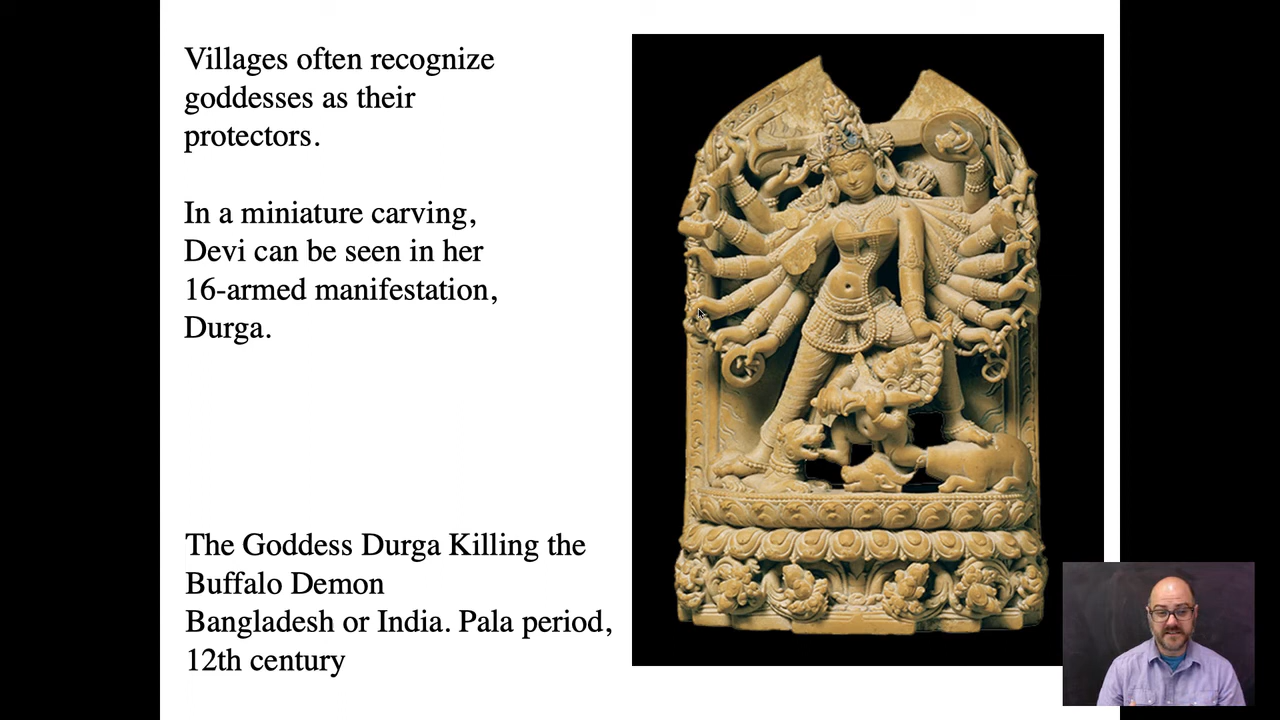 Villages often recognize
goddesses as their
protectors.
In a miniature carving,
Devi can be seen in her
16-armed manifestation,
Durga.
The Goddess Durga Killing the
Buffalo Demon
Bangladesh or India. Pala period,
12th century